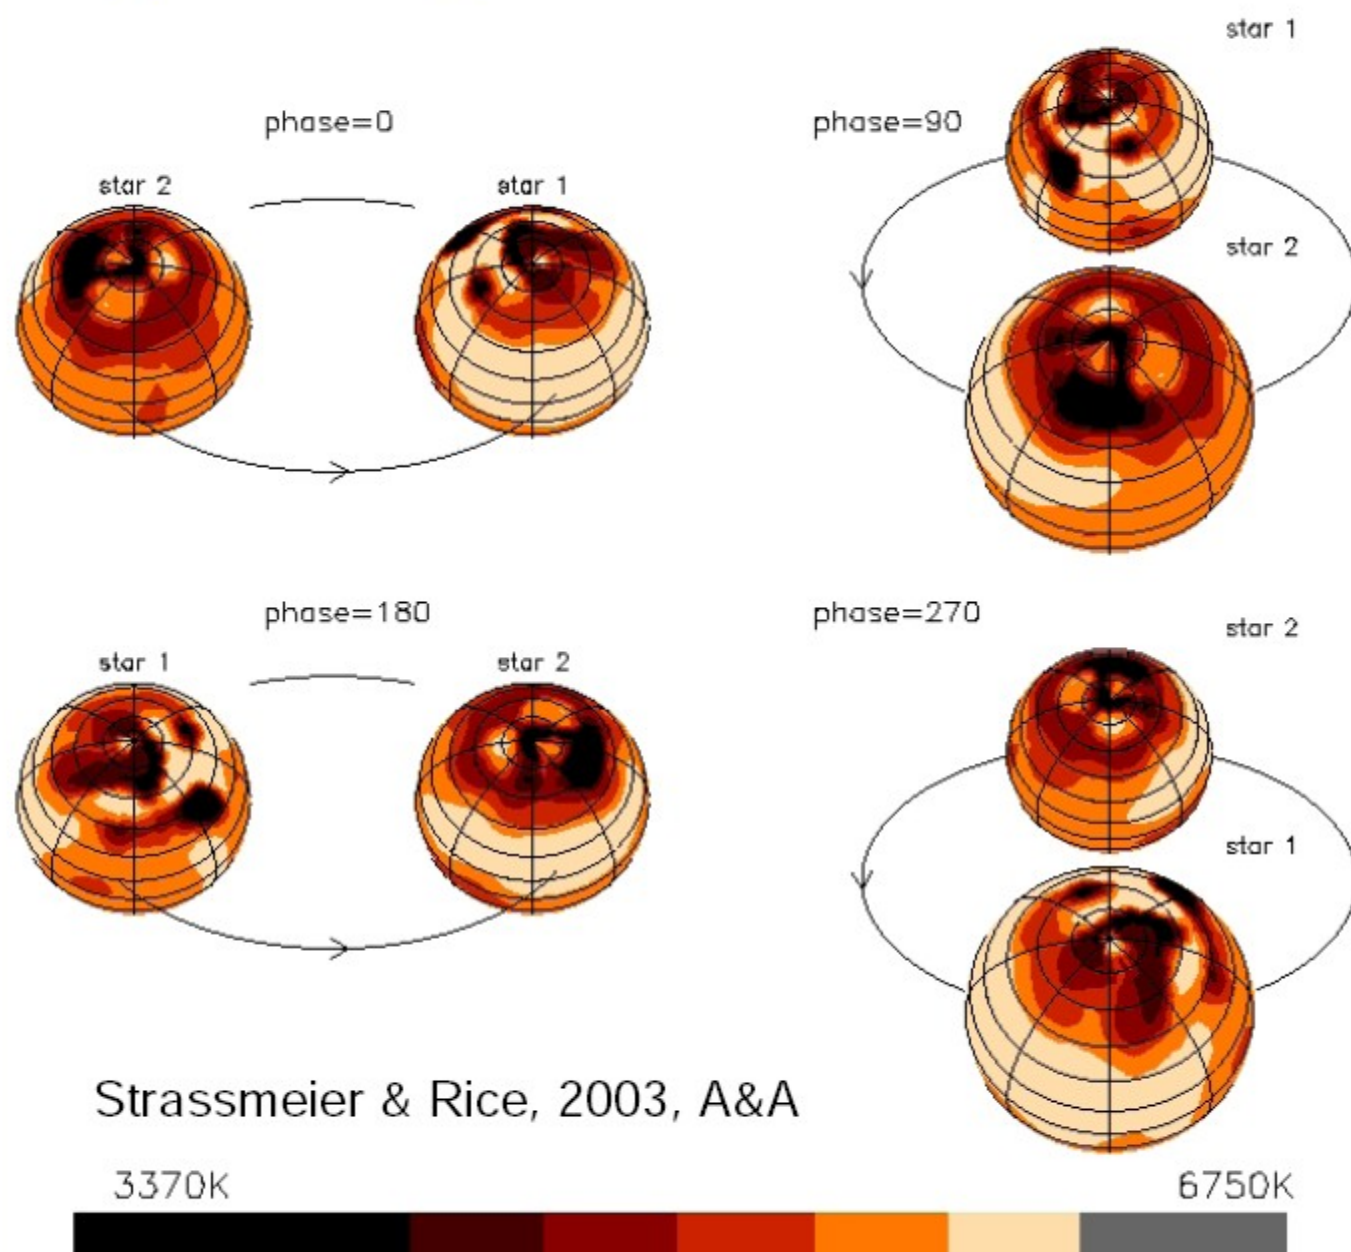 star 1
phase=0
phase=90
star 2
star 1
star 2
phase=180
phase=270
star 2
star 1
star 2
star 1
Strassmeier & Rice, 2003, A&A
3370K
6750K